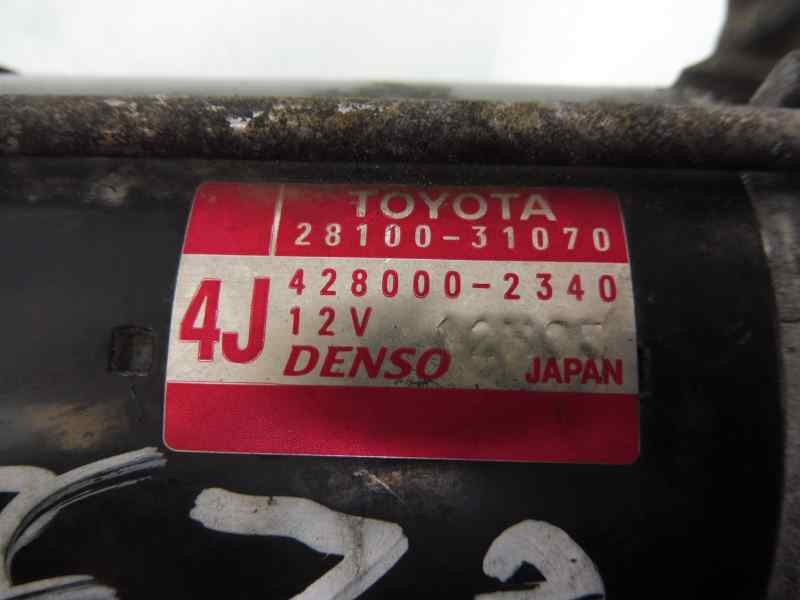 TOYOTA
28100-31070
4J
428000-2340
12V
DENSO
JAPAN